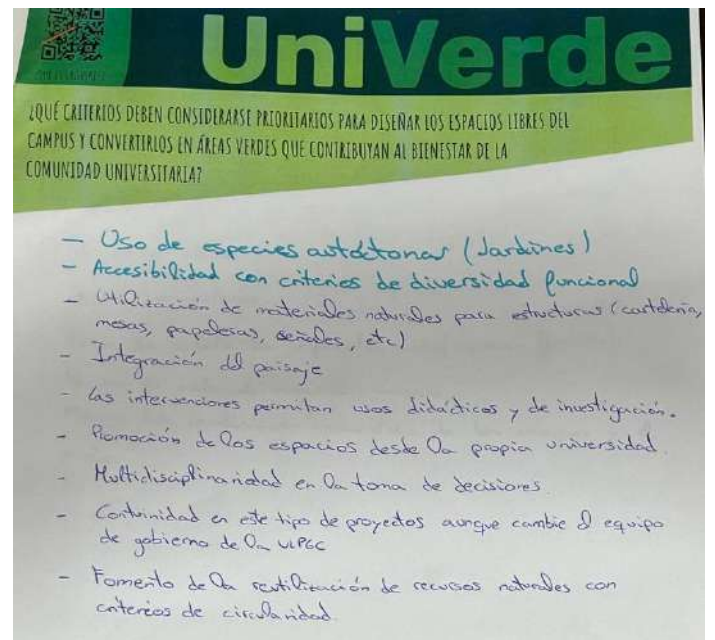 UniVerde
¿QUÉ CRITERIOS DEBEN CONSIDERARSE PRIORITARIOS PARA DISEÑAR LOS ESPACIOS LIBRES DEL
CAMPUS Y CONVERTIRLOS EN ÁREAS VERDES QUE CONTRIBUYAN AL BIENESTAR DE LA
COMUNIDAD UNIVERSITARIA?
- Uso de especies autóctonas (Jardines)
- Accesibilidad con criterios de diversidad funcional
- Utilización de materiales naturales para estructuras (cartelería,
mesas, papeleras, señales, etc)
- Integración del paisaje
- Las intervenciones permitan usos didácticos y de investigación.
- Promoción de los espacios desde la propia universidad.
- Multidisciplinariedad en la toma de decisiones.
- Continuidad en este tipo de proyectos aunque cambie el equipo
de gobierno de la ULPGC
- Fomento de la reutilización de recursos naturales con
criterios de circularidad.